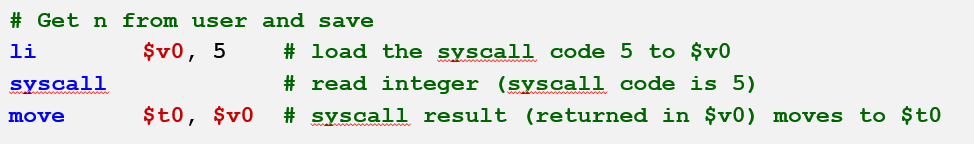 # Get n from user and save
li $v0, 5 # load the syscall code 5 to $v0
syscall # read integer (syscall code is 5)
move $t0, $v0 # syscall result (returned in $v0) moves to $t0